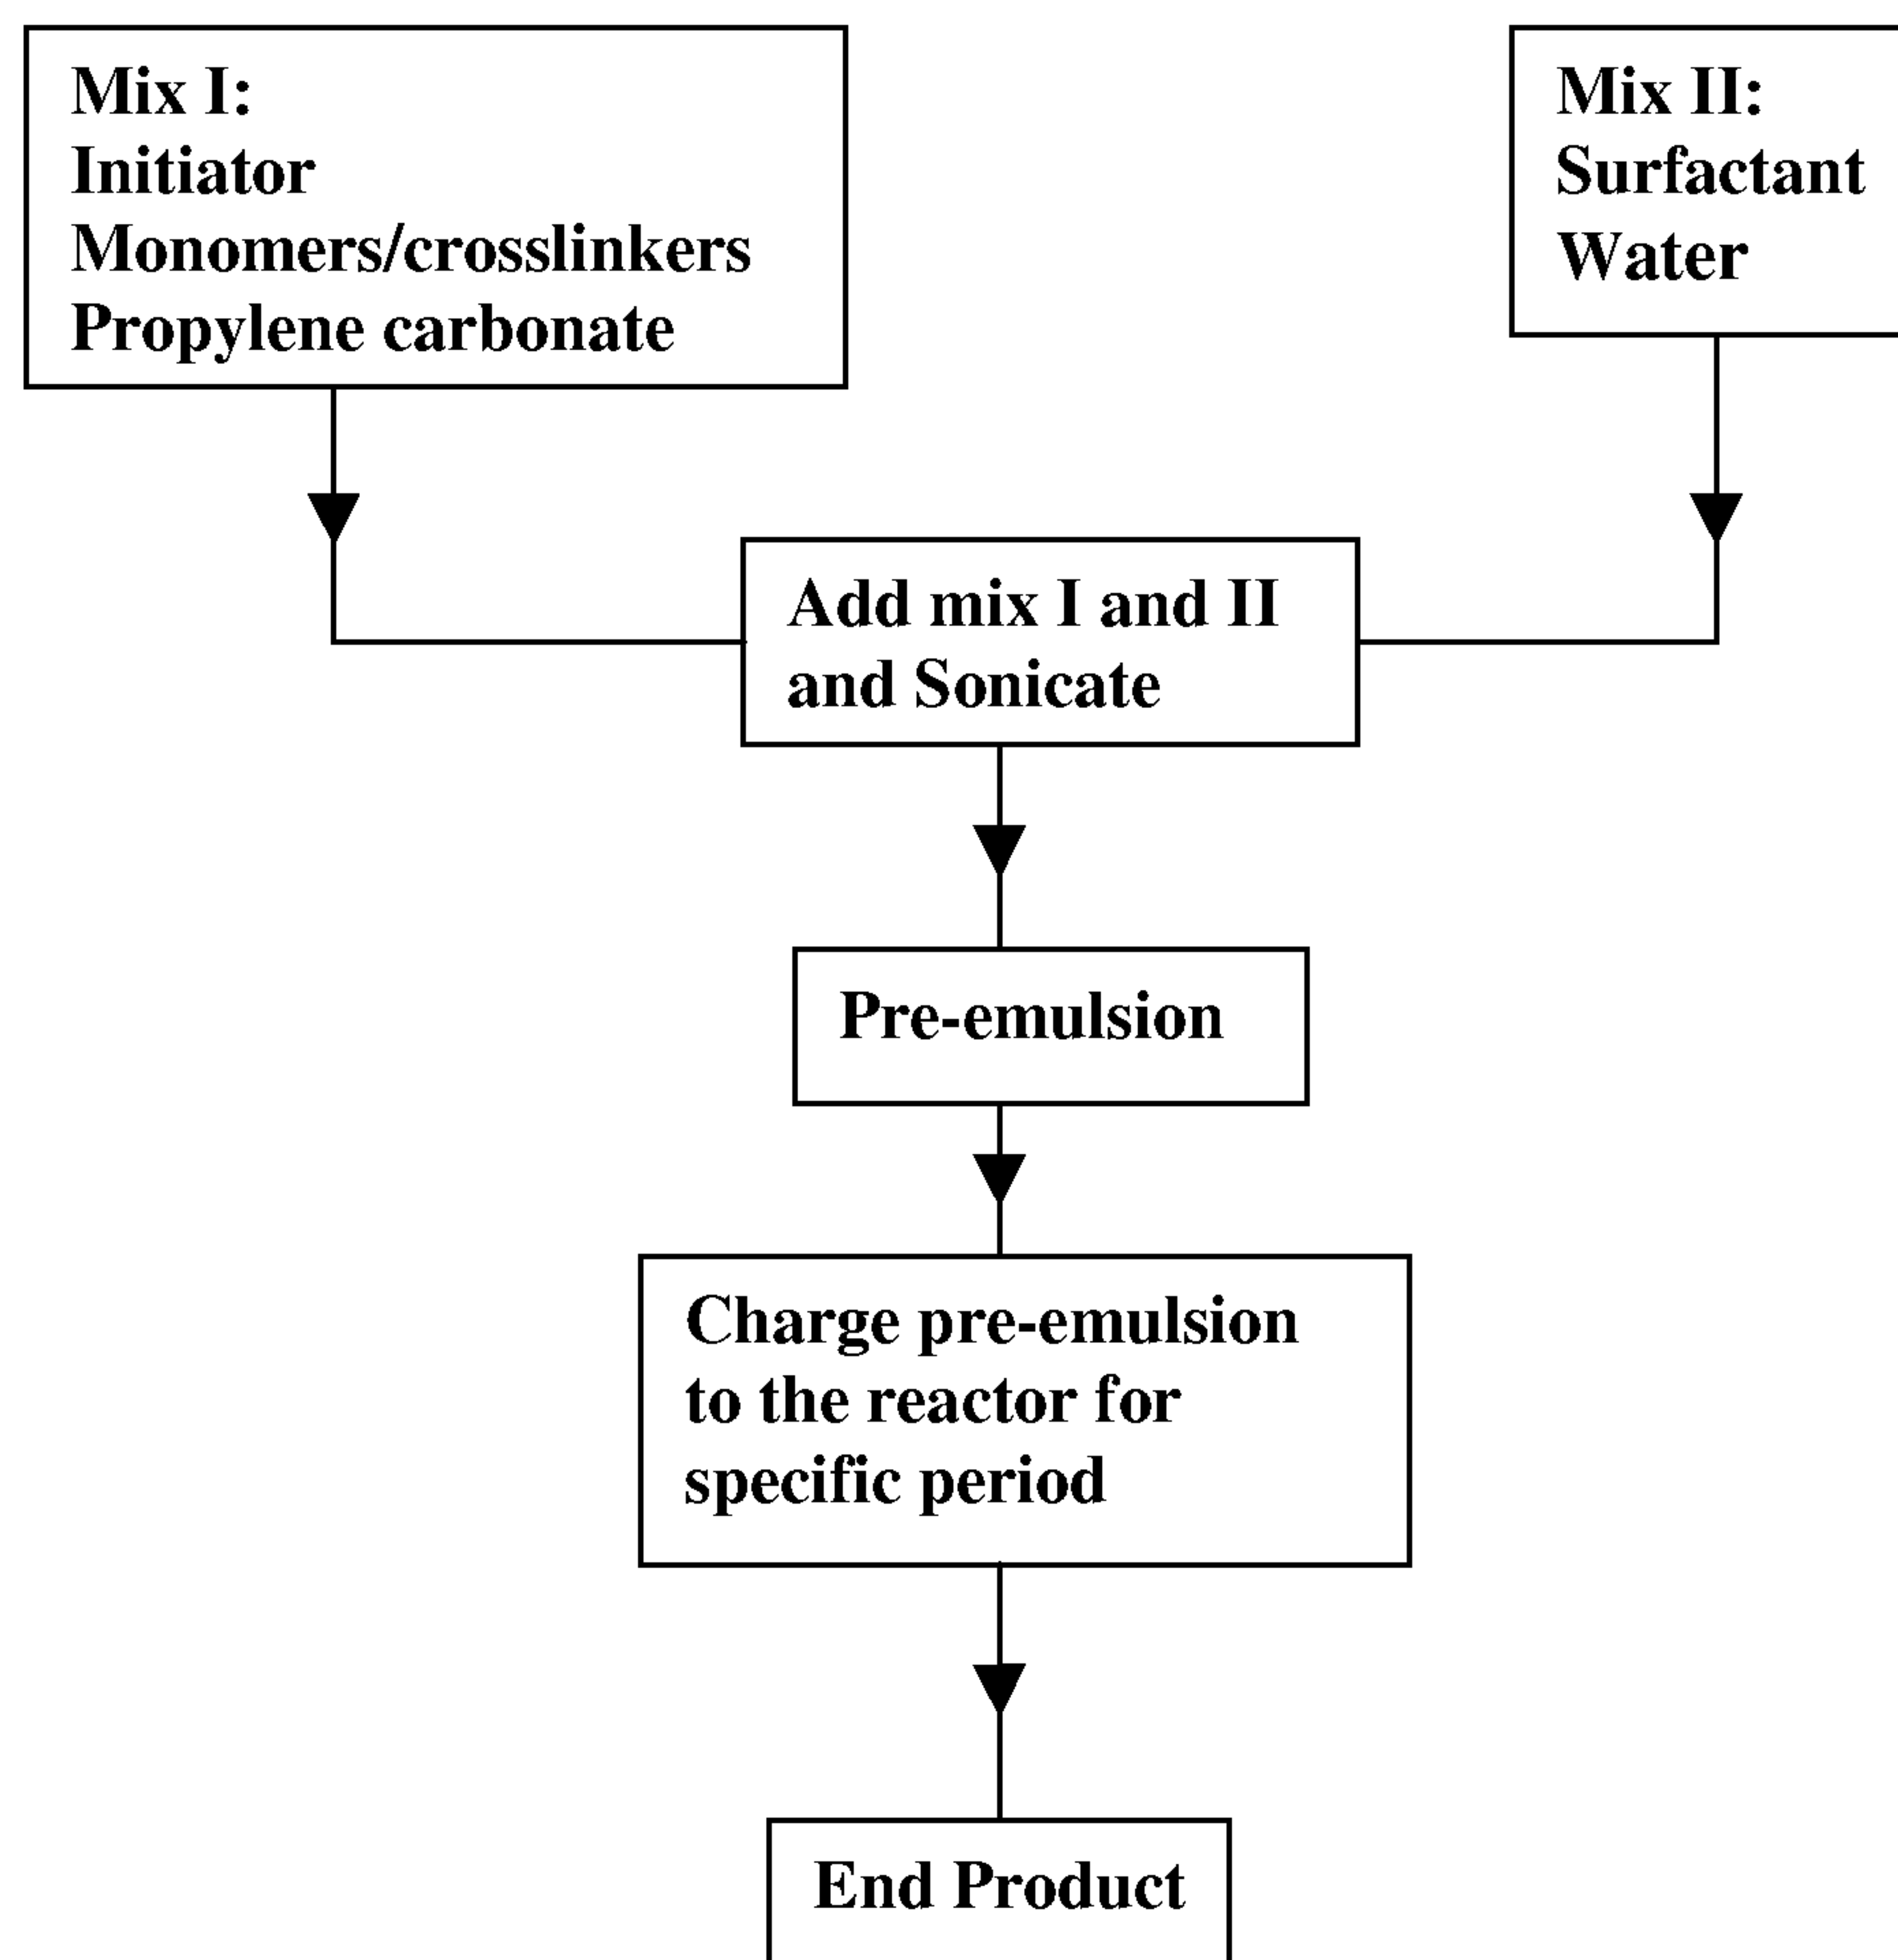 Mix I:
Initiator
Monomers/crosslinkers
Propylene carbonate
Mix II:
Surfactant
Water
Add mix I and II
and Sonicate
Pre-emulsion
Charge pre-emulsion
to the reactor for
specific period
End Product